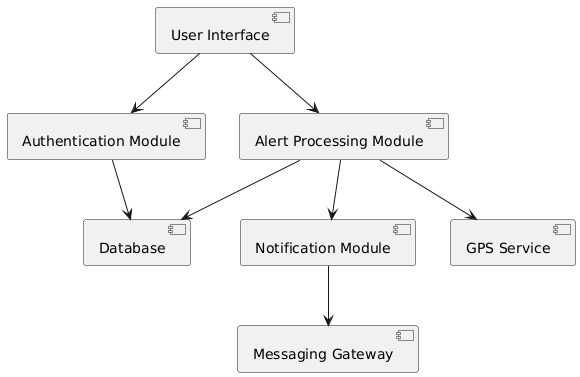 User Interface
Authentication Module
Alert Processing Module
Database
Notification Module
GPS Service
Messaging Gateway